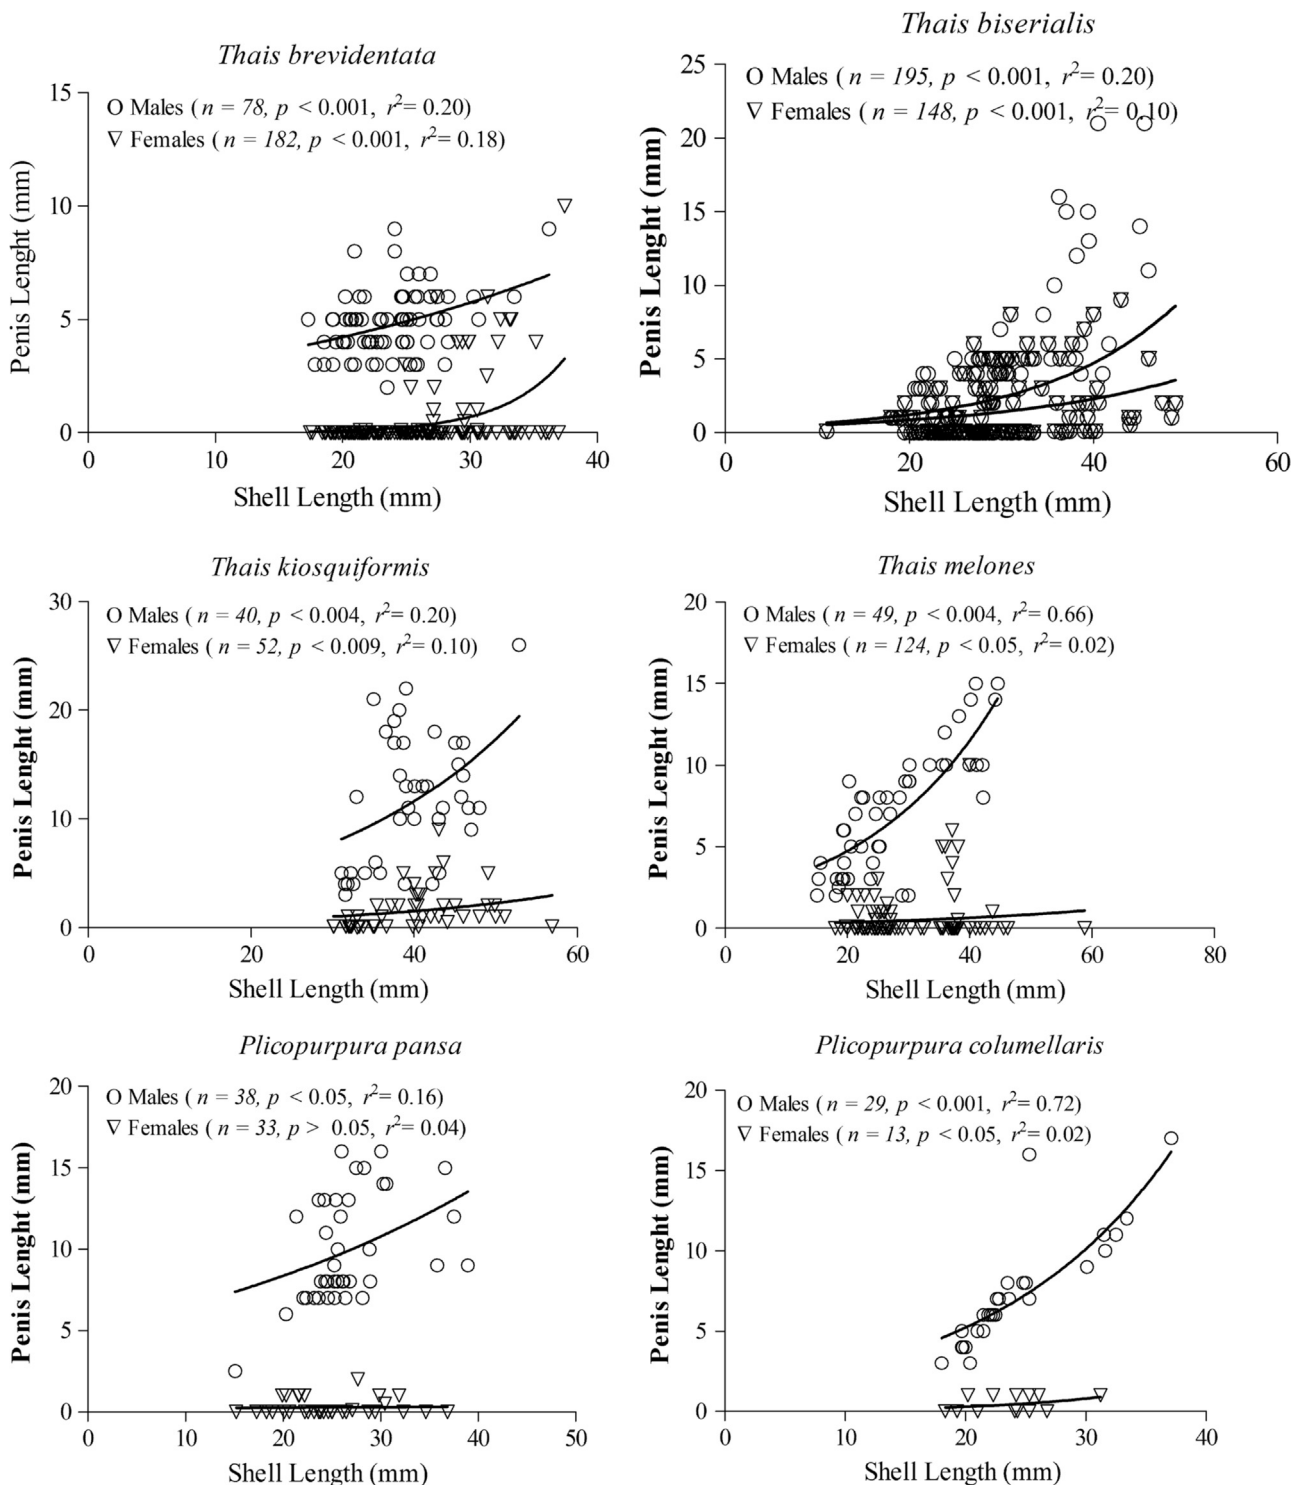 Thais brevidentata
O Males ( n = 78, p < 0.001, r²= 0.20)
∇ Females ( n = 182, p < 0.001, r²= 0.18)
Penis Lenght (mm)
15
10
5
0
0 10 20 30 40
Shell Length (mm)
Thais biserialis
O Males ( n = 195, p < 0.001, r²= 0.20)
∇ Females ( n = 148, p < 0.001, r²= 0.10)
Penis Lenght (mm)
25
20
15
10
5
0
0 20 40 60
Shell Length (mm)
Thais kiosquiformis
O Males ( n = 40, p < 0.004, r²= 0.20)
∇ Females ( n = 52, p < 0.009, r²= 0.10)
Penis Lenght (mm)
30
20
10
0
0 20 40 60
Shell Length (mm)
Thais melones
O Males ( n = 49, p < 0.004, r²= 0.66)
∇ Females ( n = 124, p < 0.05, r²= 0.02)
Penis Lenght (mm)
20
15
10
5
0
0 20 40 60 80
Shell Length (mm)
Plicopurpura pansa
O Males ( n = 38, p < 0.05, r²= 0.16)
∇ Females ( n = 33, p > 0.05, r²= 0.04)
Penis Lenght (mm)
20
15
10
5
0
0 10 20 30 40 50
Shell Length (mm)
Plicopurpura columellaris
O Males ( n = 29, p < 0.001, r²= 0.72)
∇ Females ( n = 13, p < 0.05, r²= 0.02)
Penis Lenght (mm)
20
15
10
5
0
0 10 20 30 40
Shell Length (mm)